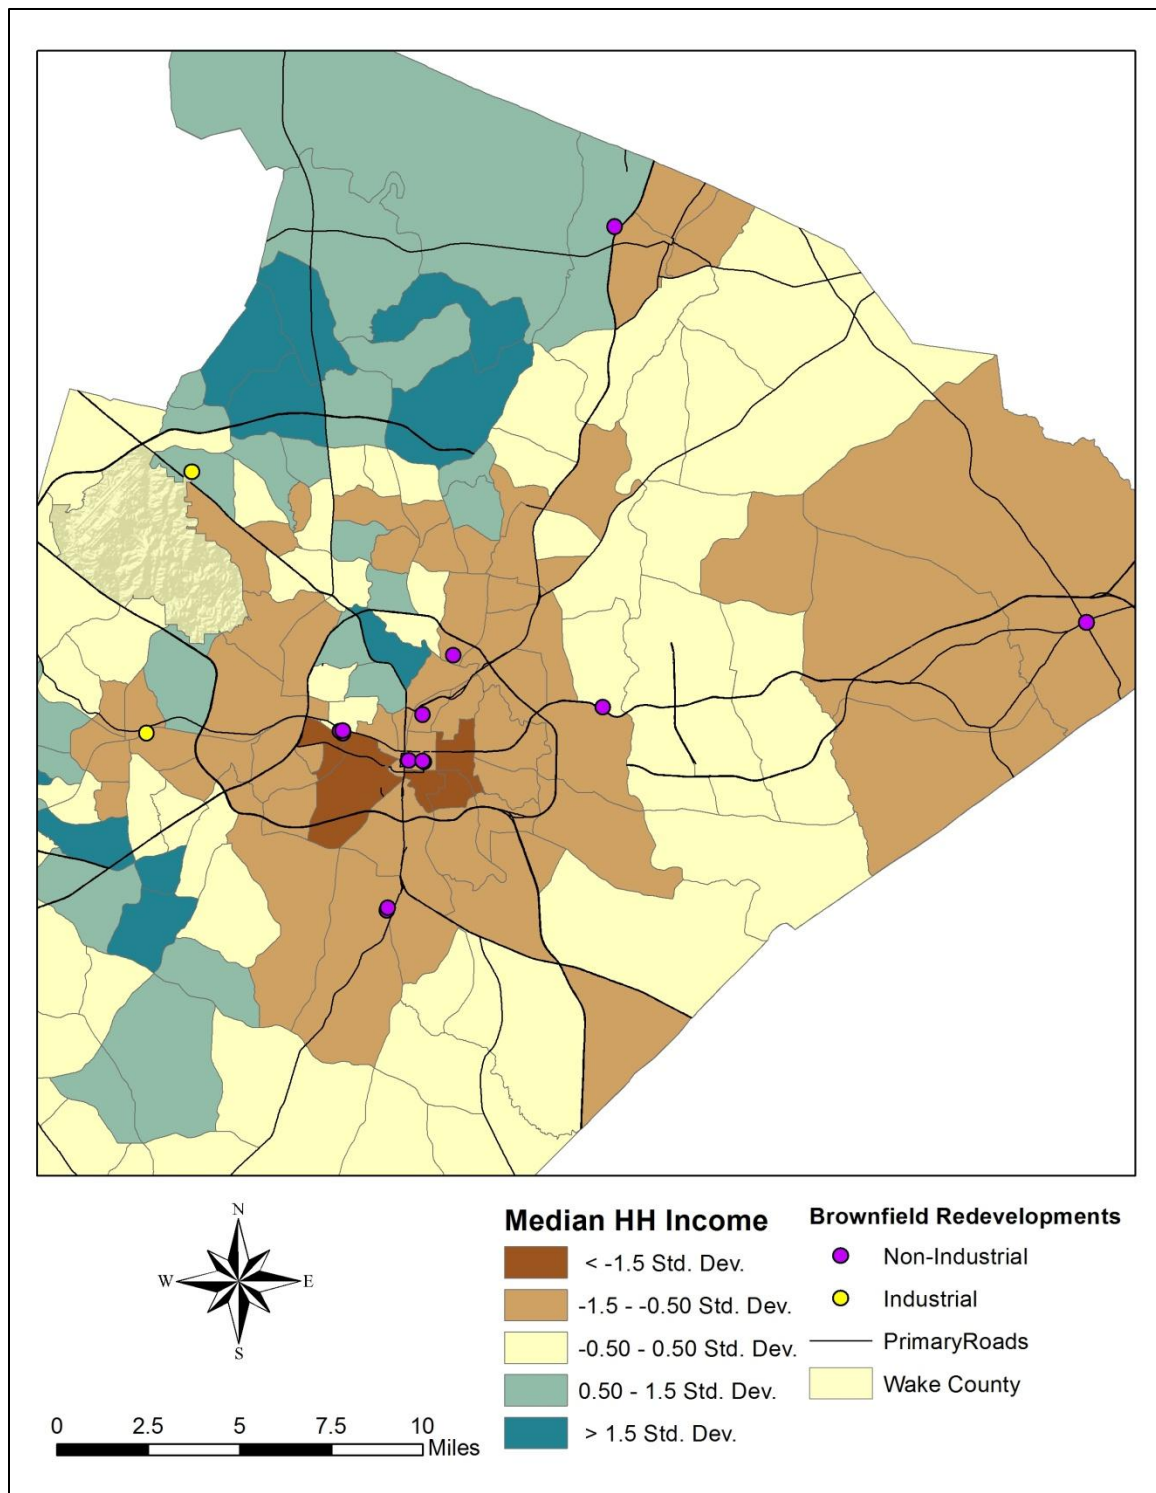 N
W
E
S
0 2.5 5 7.5 10
Miles
Median HH Income
< -1.5 Std. Dev.
-1.5 - -0.50 Std. Dev.
-0.50 - 0.50 Std. Dev.
0.50 - 1.5 Std. Dev.
> 1.5 Std. Dev.
Brownfield Redevelopments
Non-Industrial
Industrial
PrimaryRoads
Wake County